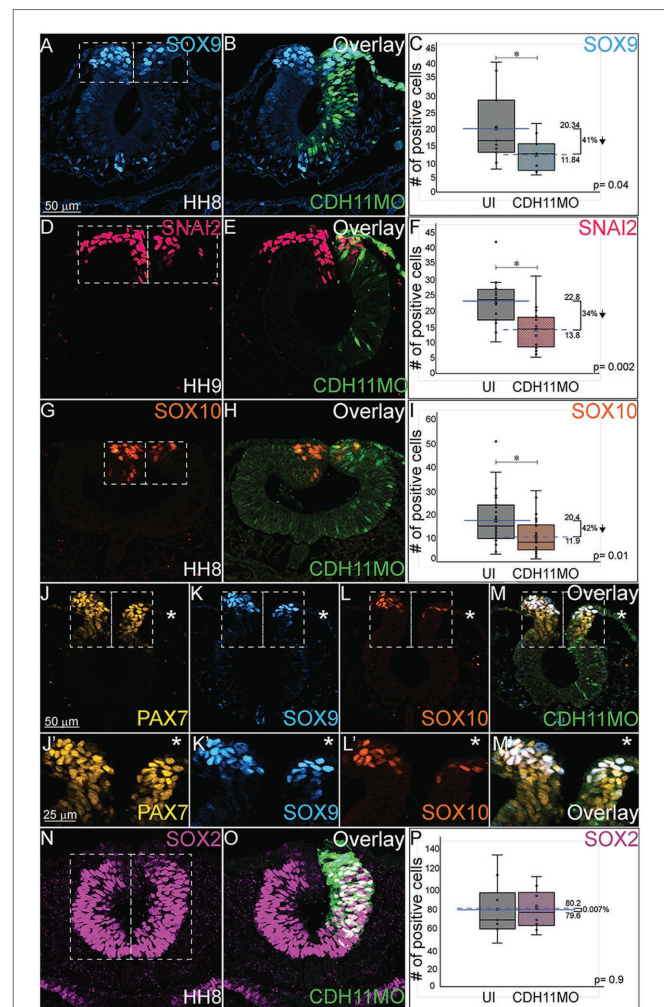 A SOX9
50 µm HH8
B Overlay
CDH11MO
C SOX9
# of positive cells
45
40
35
30
25
20
15
10
5
0
*
20.34
41%
11.84
UI CDH11MO
p= 0.04
D SNAI2
HH9
E Overlay
CDH11MO
F SNAI2
# of positive cells
45
40
35
30
25
20
15
10
5
0
*
22.8
34%
13.8
UI CDH11MO
p= 0.002
G SOX10
HH8
H Overlay
CDH11MO
I SOX10
# of positive cells
60
50
40
30
20
10
0
*
20.4
42%
11.9
UI CDH11MO
p= 0.01
J *
50 µm PAX7
K *
SOX9
L *
SOX10
M Overlay
*
CDH11MO
J' *
25 µm PAX7
K' *
SOX9
L' *
SOX10
M' *
Overlay
N SOX2
HH8
O Overlay
CDH11MO
P SOX2
# of positive cells
140
120
100
80
60
40
20
0
80.2
0.007%
79.6
UI CDH11MO
p= 0.9